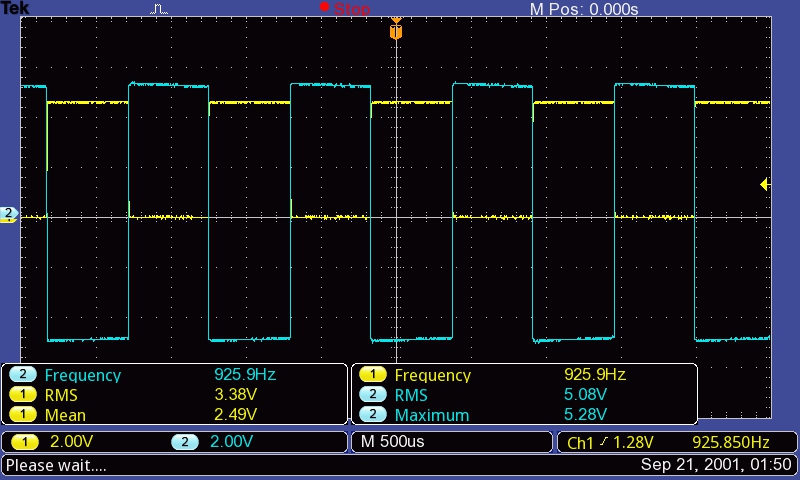 Tek Stop M Pos: 0.000s
T
2
2 Frequency 925.9Hz 1 Frequency 925.9Hz
1 RMS 3.38V 2 RMS 5.08V
1 Mean 2.49V 2 Maximum 5.28V
1 2.00V 2 2.00V M 500us Ch1 1.28V 925.850Hz
Please wait.... Sep 21, 2001, 01:50